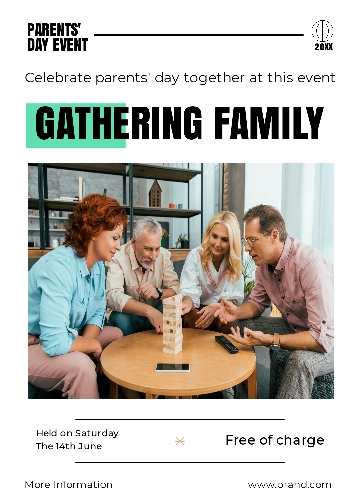 PARENTS'
DAY EVENT
20XX
Celebrate parents' day together at this event
GATHERING FAMILY
Held on Saturday
The 14th June
Free of charge
More Information
www.brand.com